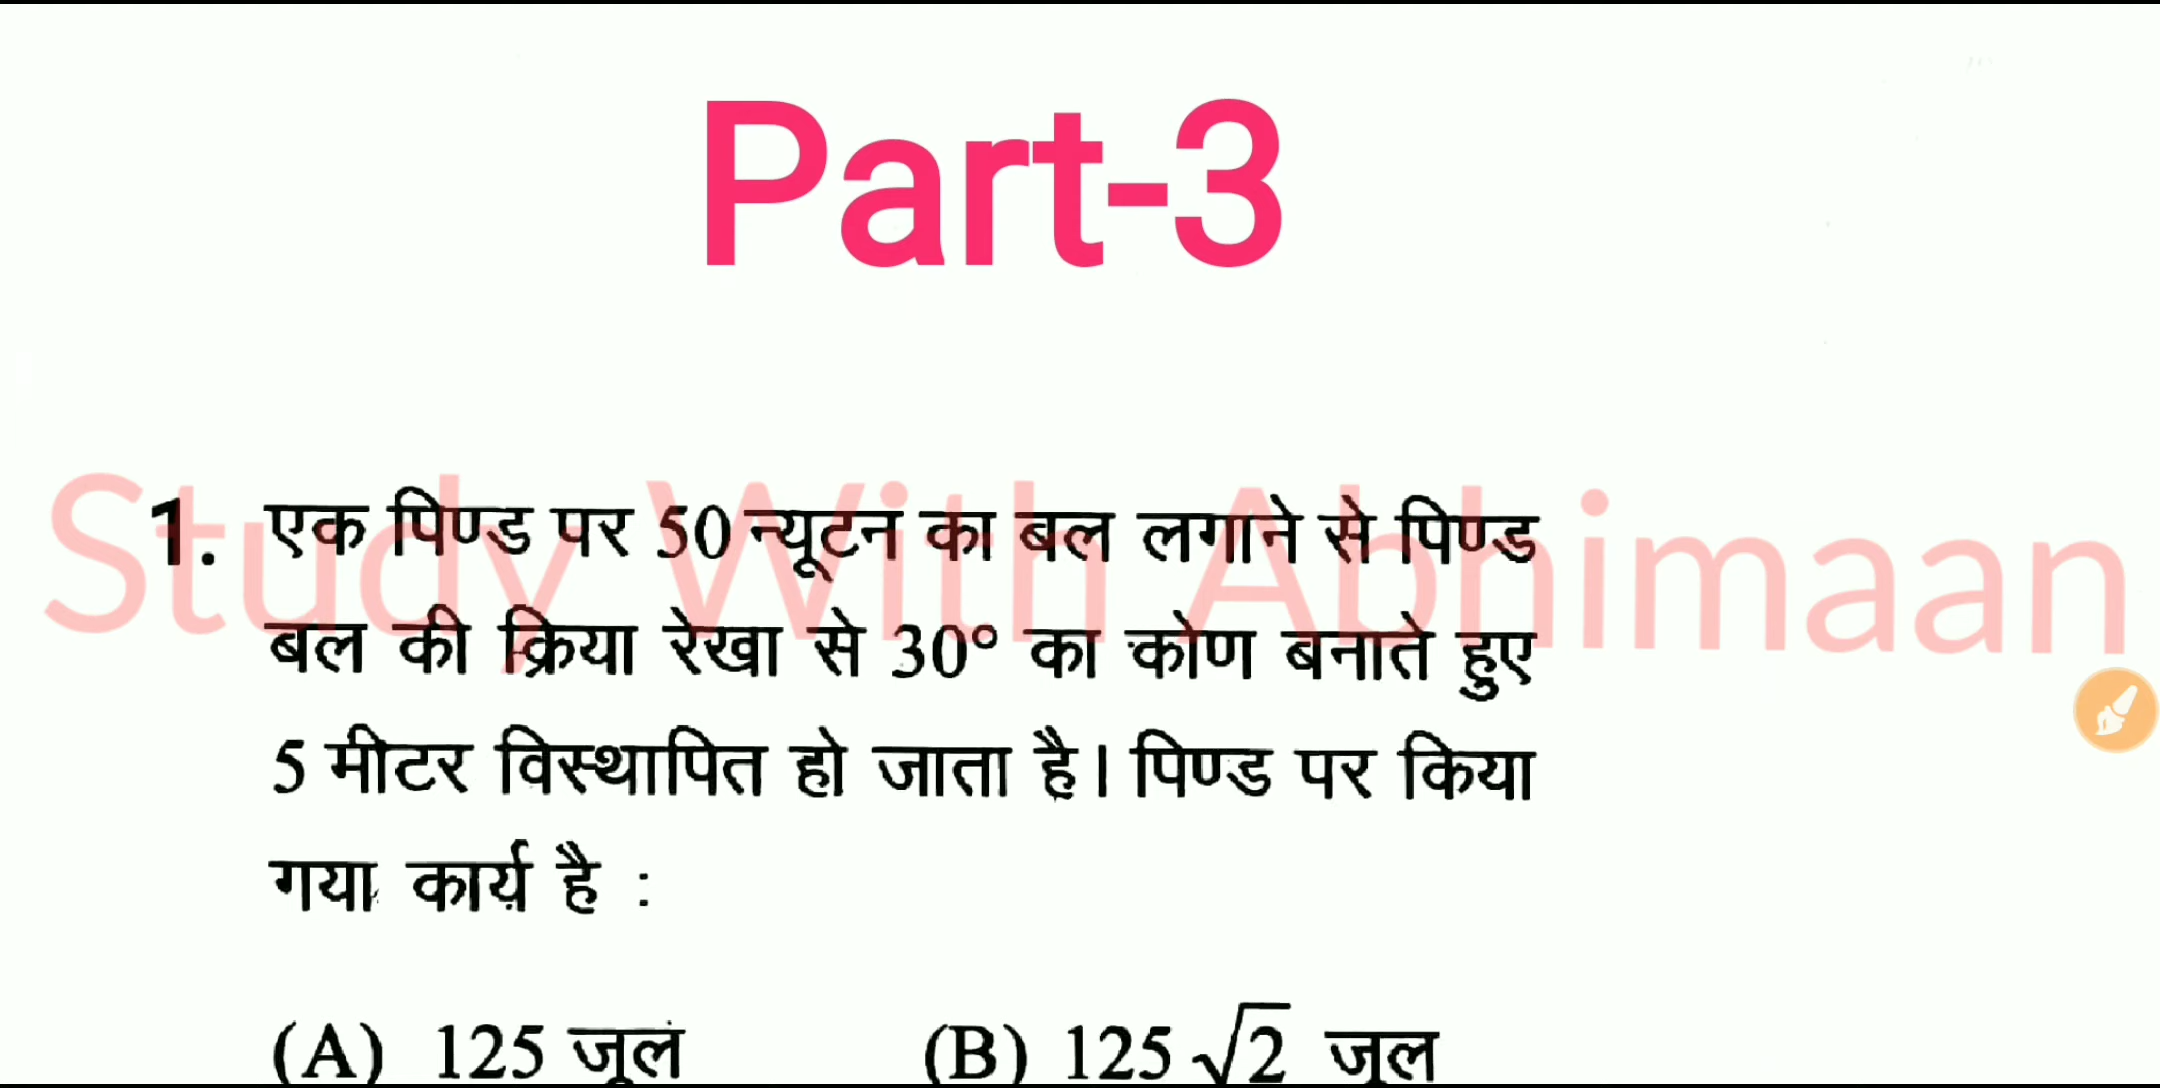 Part-3
Study With Abhimaan
1. एक पिण्ड पर 50 न्यूटन का बल लगाने से पिण्ड
बल की क्रिया रेखा से 30° का कोण बनाते हुए
5 मीटर विस्थापित हो जाता है। पिण्ड पर किया
गया कार्य है :
(A) 125 जूल (B) 125 √2 जूल